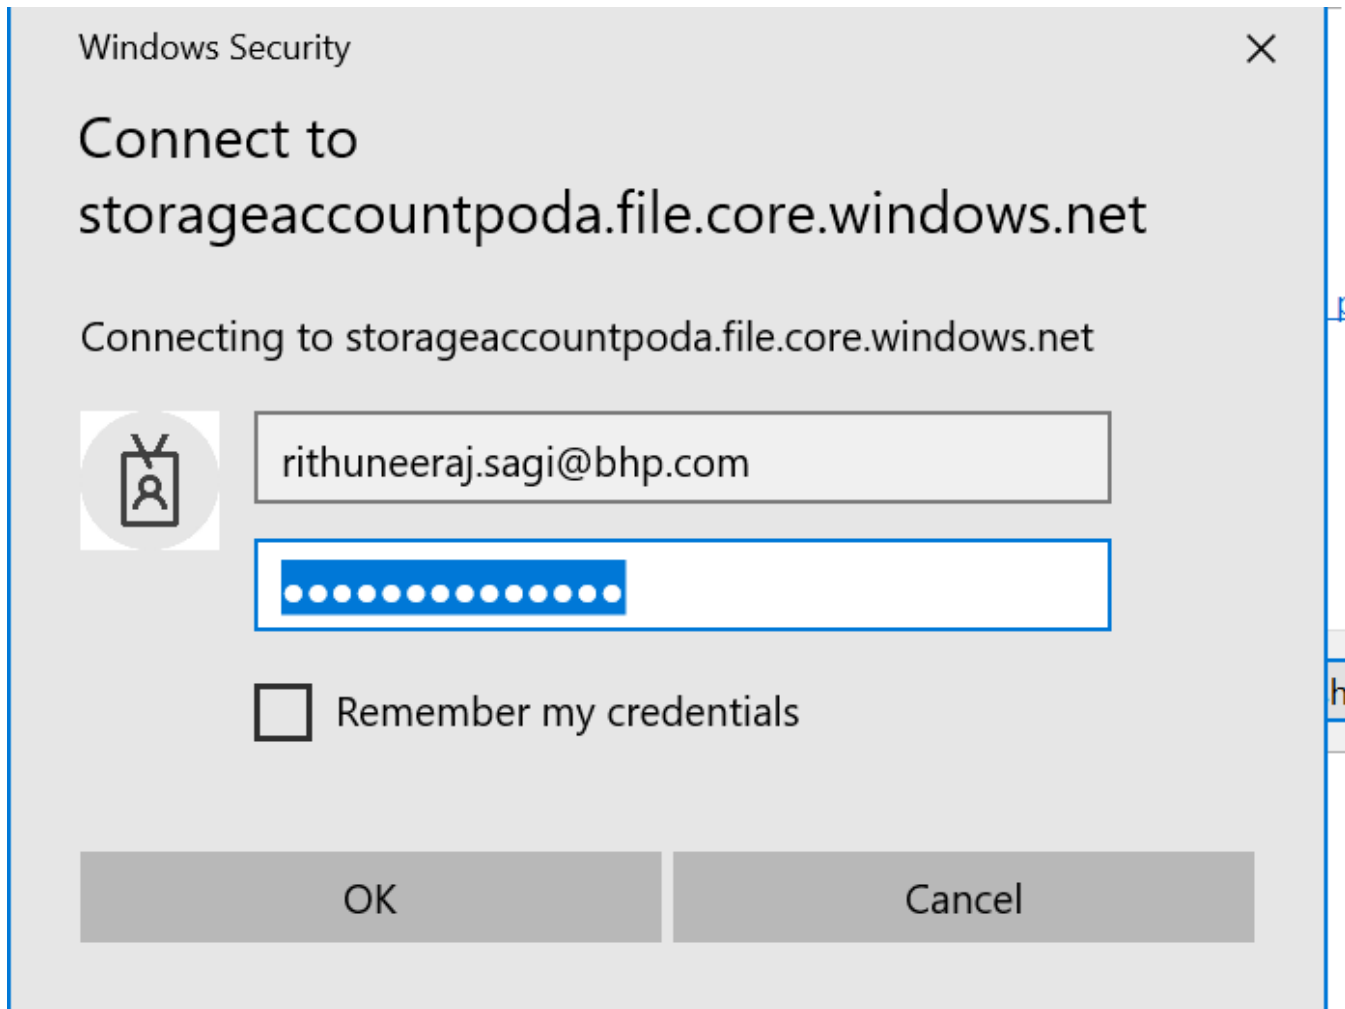 Windows Security
Connect to
storageaccountpoda.file.core.windows.net
Connecting to storageaccountpoda.file.core.windows.net
rithuneeraj.sagi@bhp.com
Remember my credentials
OK
Cancel